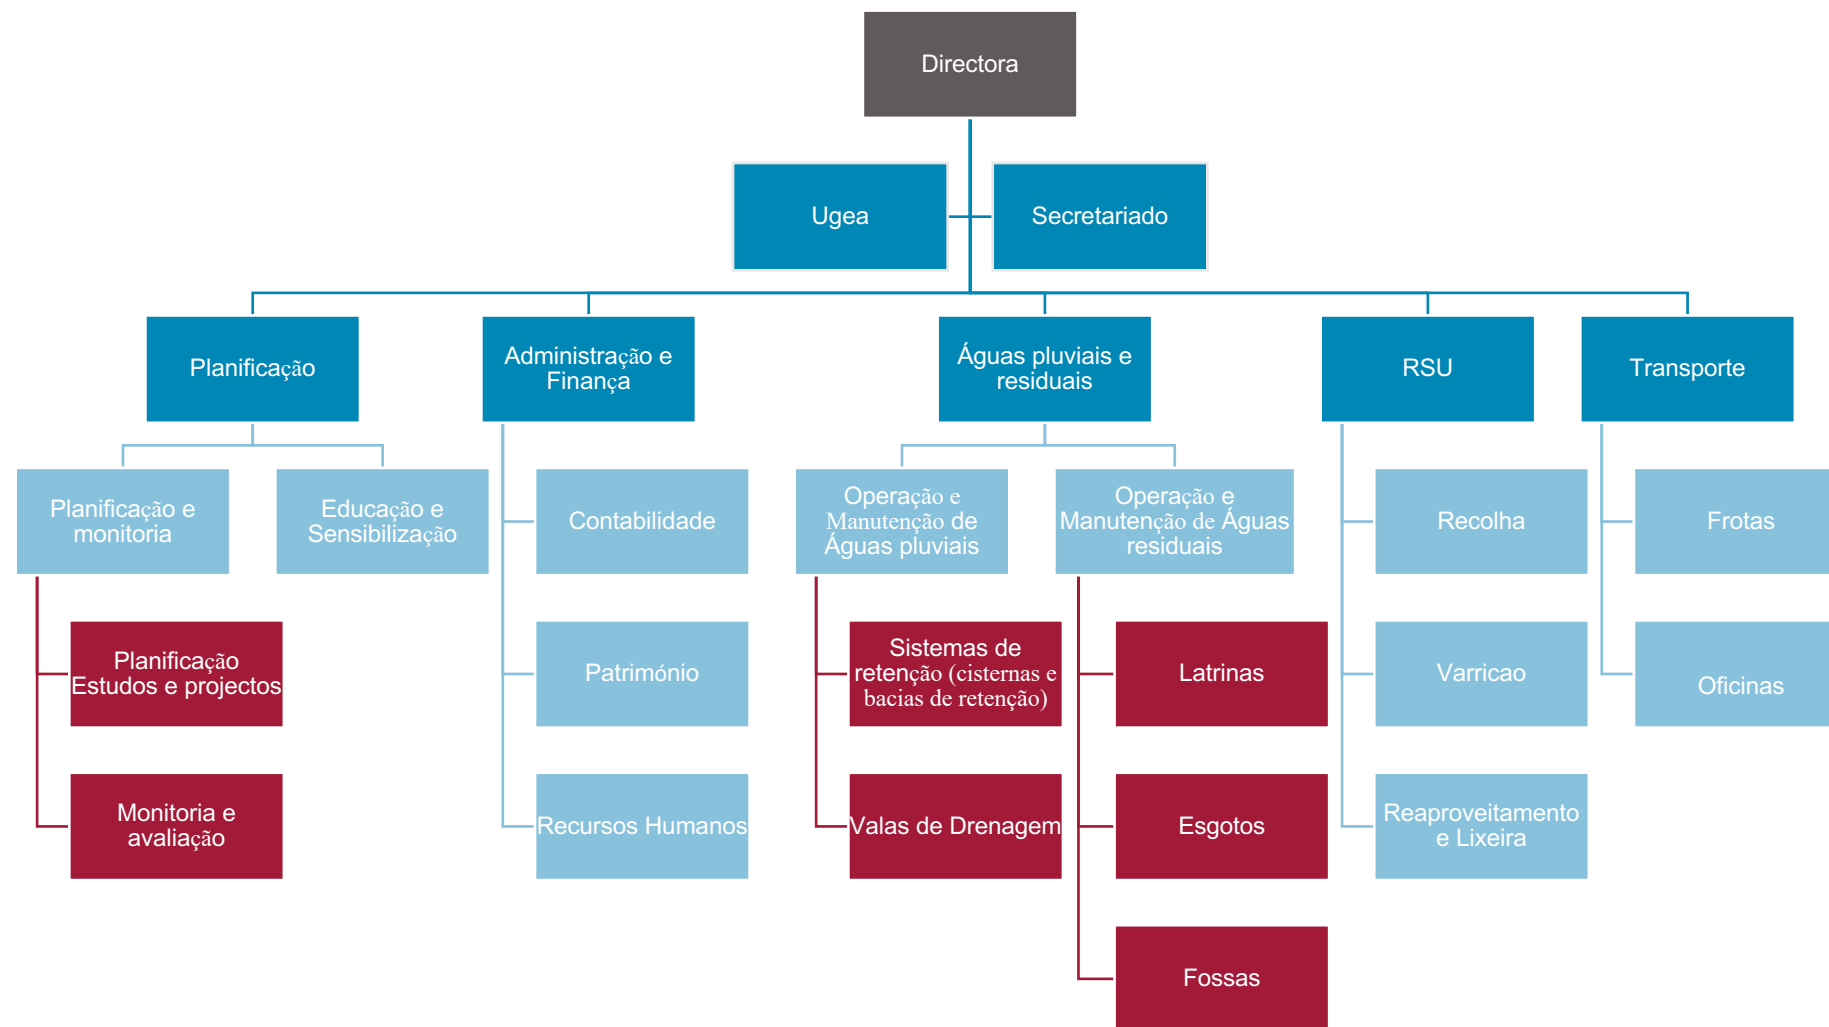 Directora
Ugea
Secretariado
Planificação
Administração e
Finança
Águas pluviais e
residuais
RSU
Transporte
Planificação e
monitoria
Educação e
Sensibilização
Contabilidade
Operação e
Manutenção de
Águas pluviais
Operação e
Manutenção de Águas
residuais
Recolha
Frotas
Planificação
Estudos e projectos
Património
Sistemas de
retenção (cisternas e
bacias de retenção)
Latrinas
Varricao
Oficinas
Monitoria e
avaliação
Recursos Humanos
Valas de Drenagem
Esgotos
Reaproveitamento
e Lixeira
Fossas